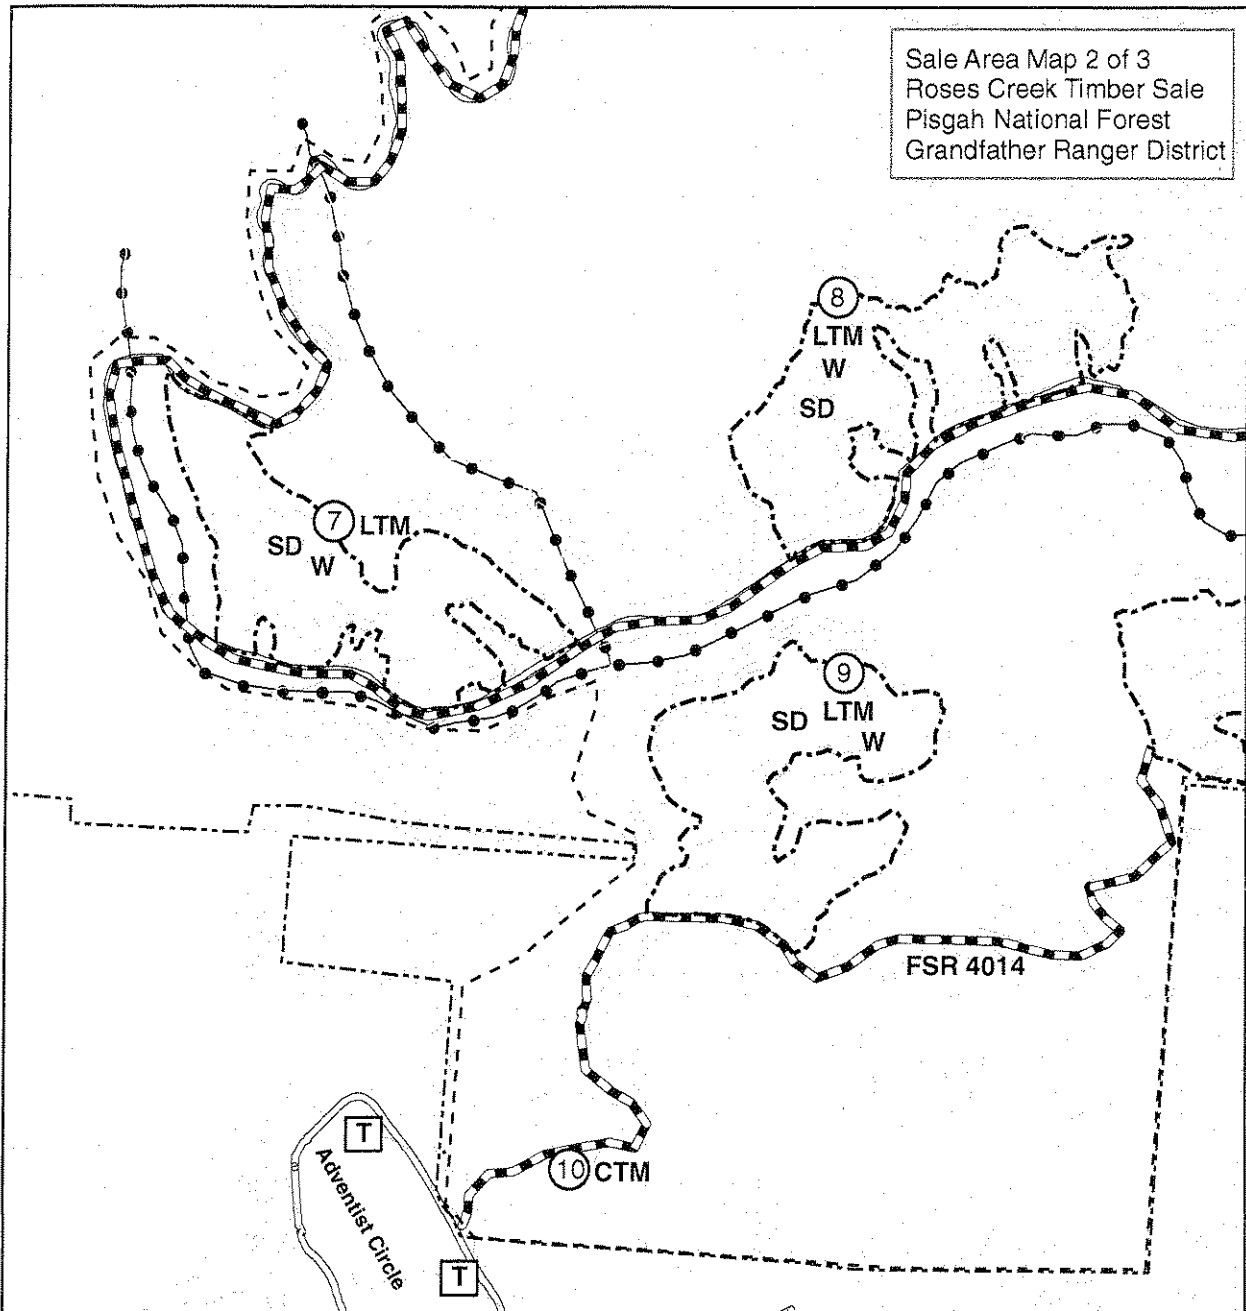 Sale Area Map 2 of 3
Roses Creek Timber Sale
Pisgah National Forest
Grandfather Ranger District
8
LTM
W
SD
7 LTM
SD
W
9
SD LTM
W
FSR 4014
T
10 CTM
Adventist Circle
T